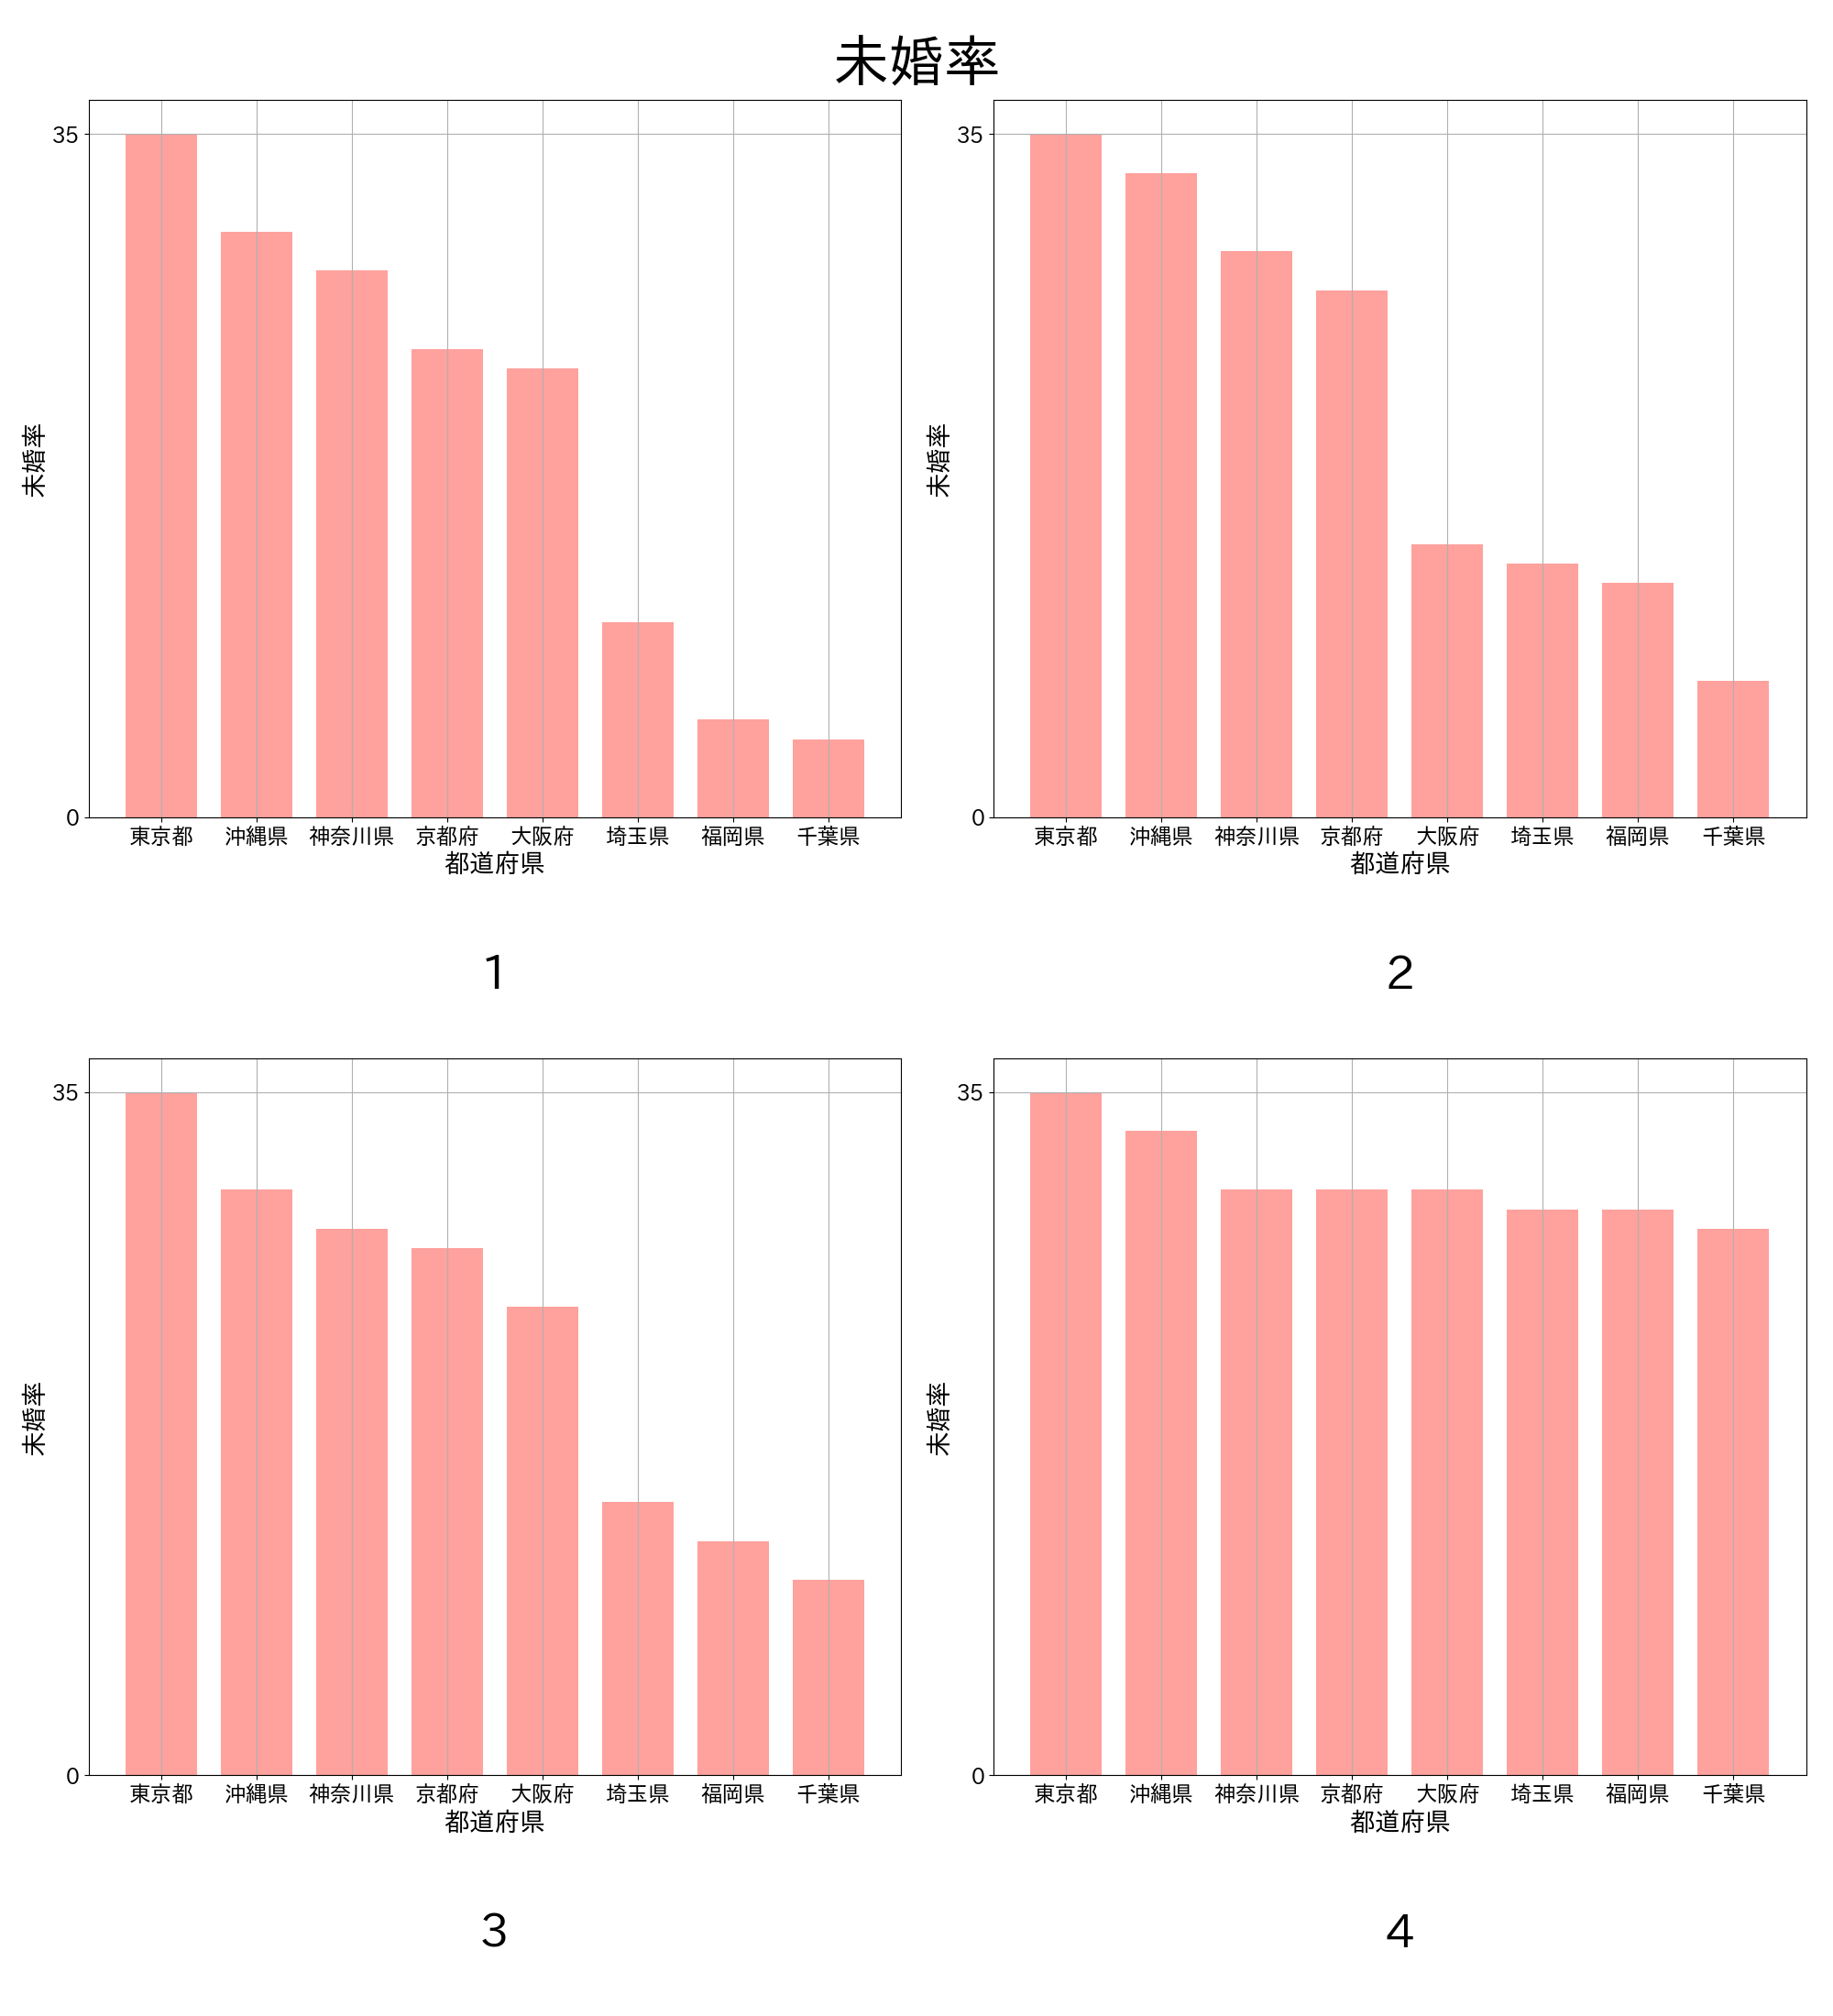 未婚率
35
0
未婚率
東京都 沖縄県 神奈川県 京都府 大阪府 埼玉県 福岡県 千葉県
都道府県
1
35
0
未婚率
東京都 沖縄県 神奈川県 京都府 大阪府 埼玉県 福岡県 千葉県
都道府県
2
35
0
未婚率
東京都 沖縄県 神奈川県 京都府 大阪府 埼玉県 福岡県 千葉県
都道府県
3
35
0
未婚率
東京都 沖縄県 神奈川県 京都府 大阪府 埼玉県 福岡県 千葉県
都道府県
4